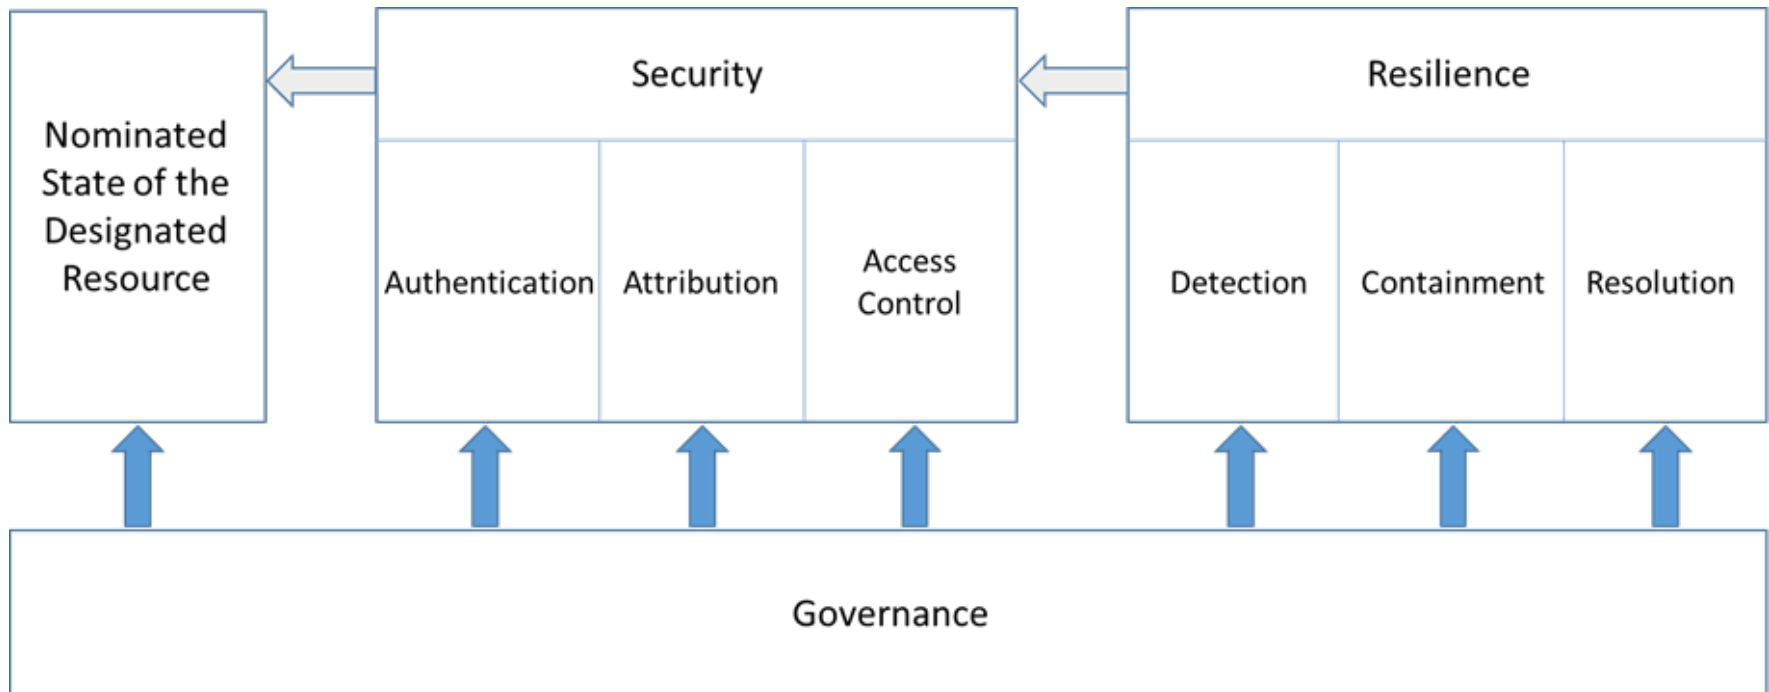 Nominated
State of the
Designated
Resource
Security
Authentication
Attribution
Access
Control
Resilience
Detection
Containment
Resolution
Governance